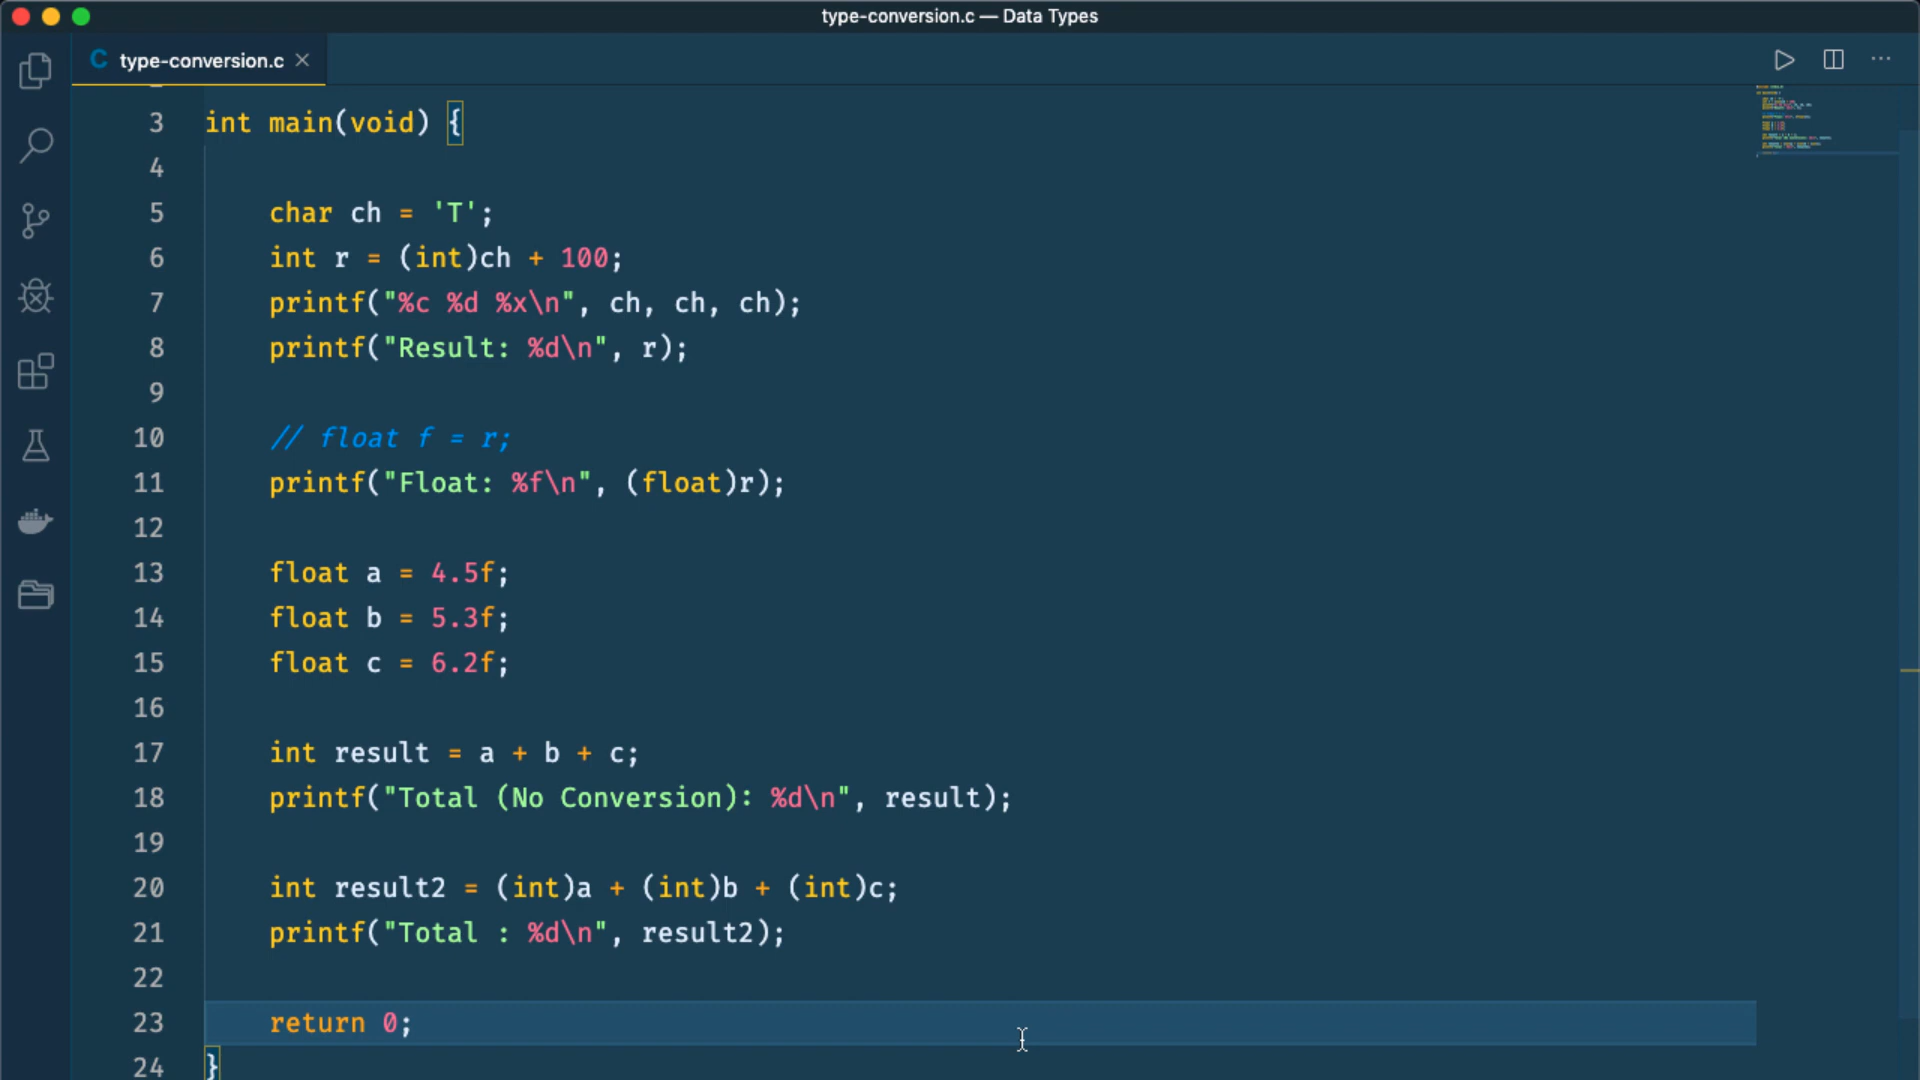 type-conversion.c — Data Types
C type-conversion.c ×
3 int main(void) {
4
5 char ch = 'T';
6 int r = (int)ch + 100;
7 printf("%c %d %x\n", ch, ch, ch);
8 printf("Result: %d\n", r);
9
10 // float f = r;
11 printf("Float: %f\n", (float)r);
12
13 float a = 4.5f;
14 float b = 5.3f;
15 float c = 6.2f;
16
17 int result = a + b + c;
18 printf("Total (No Conversion): %d\n", result);
19
20 int result2 = (int)a + (int)b + (int)c;
21 printf("Total : %d\n", result2);
22
23 return 0;
24 }